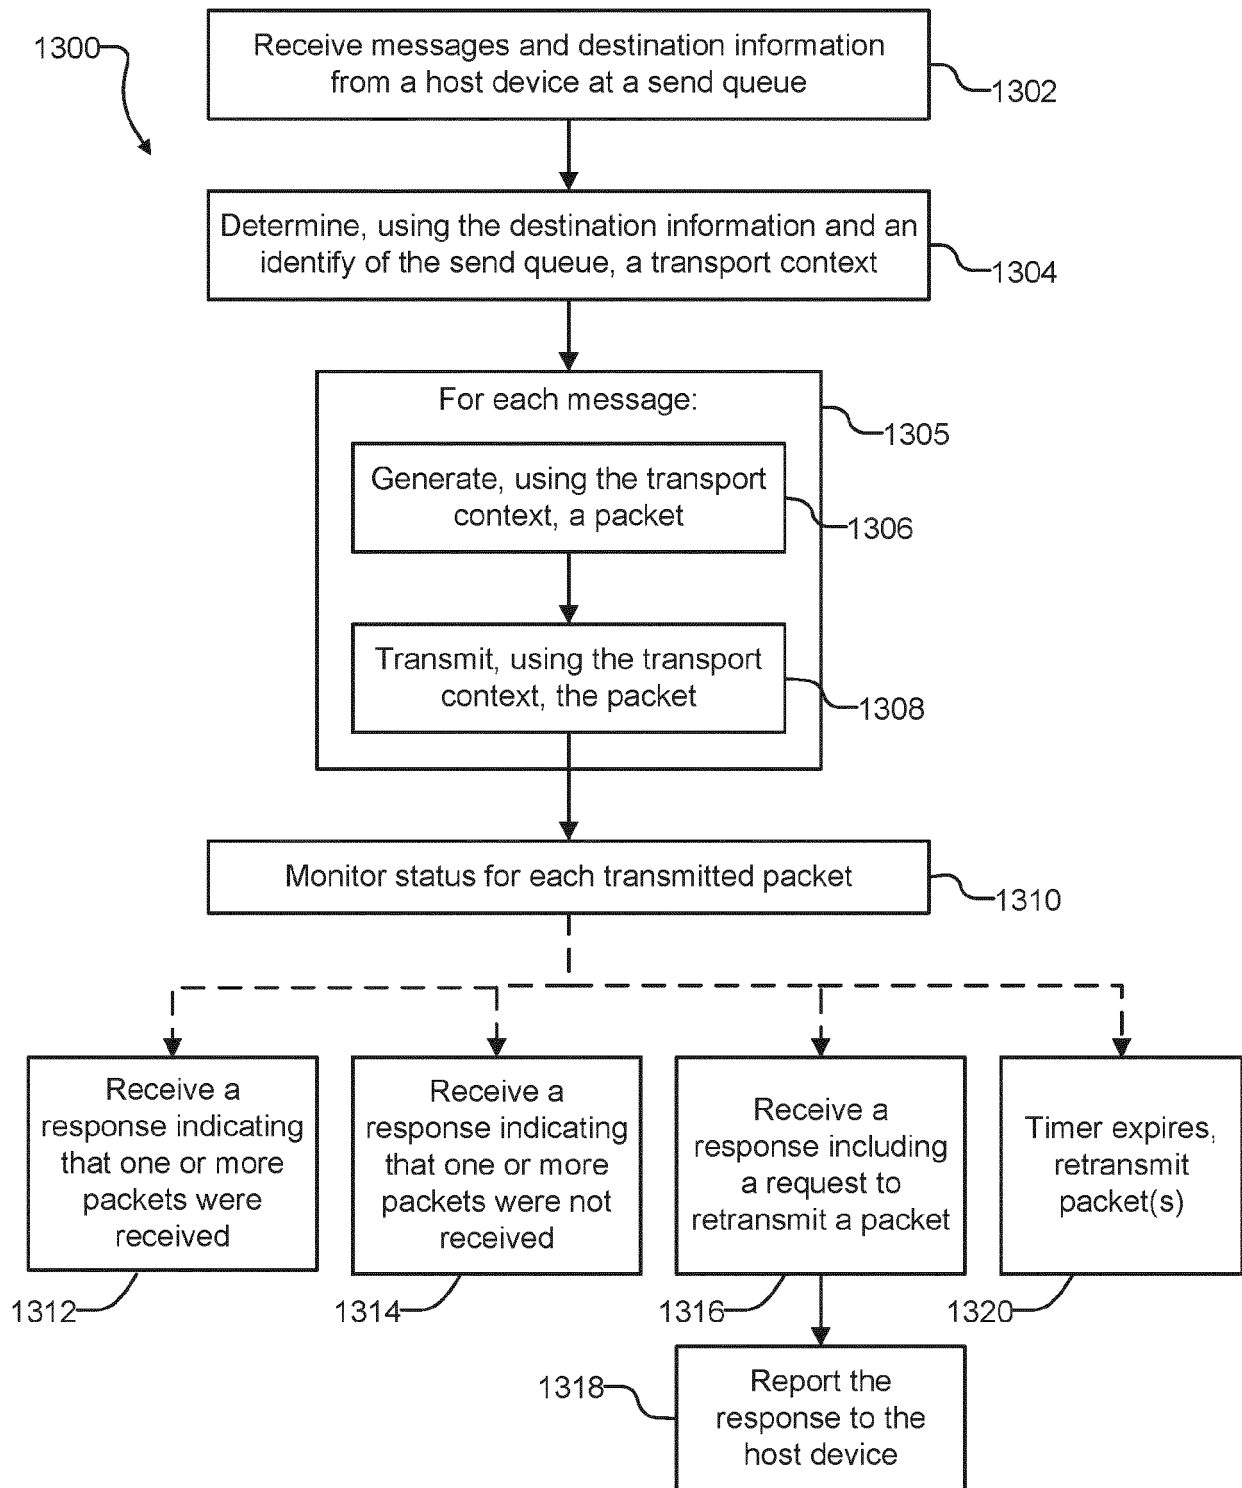 1300
Receive messages and destination information
from a host device at a send queue
1302
Determine, using the destination information and an
identify of the send queue, a transport context
1304
For each message:
1305
Generate, using the transport
context, a packet
1306
Transmit, using the transport
context, the packet
1308
Monitor status for each transmitted packet
1310
Receive a
response indicating
that one or more
packets were
received
1312
Receive a
response indicating
that one or more
packets were not
received
1314
Receive a
response including
a request to
retransmit a packet
1316
Timer expires,
retransmit
packet(s)
1320
1318
Report the
response to the
host device